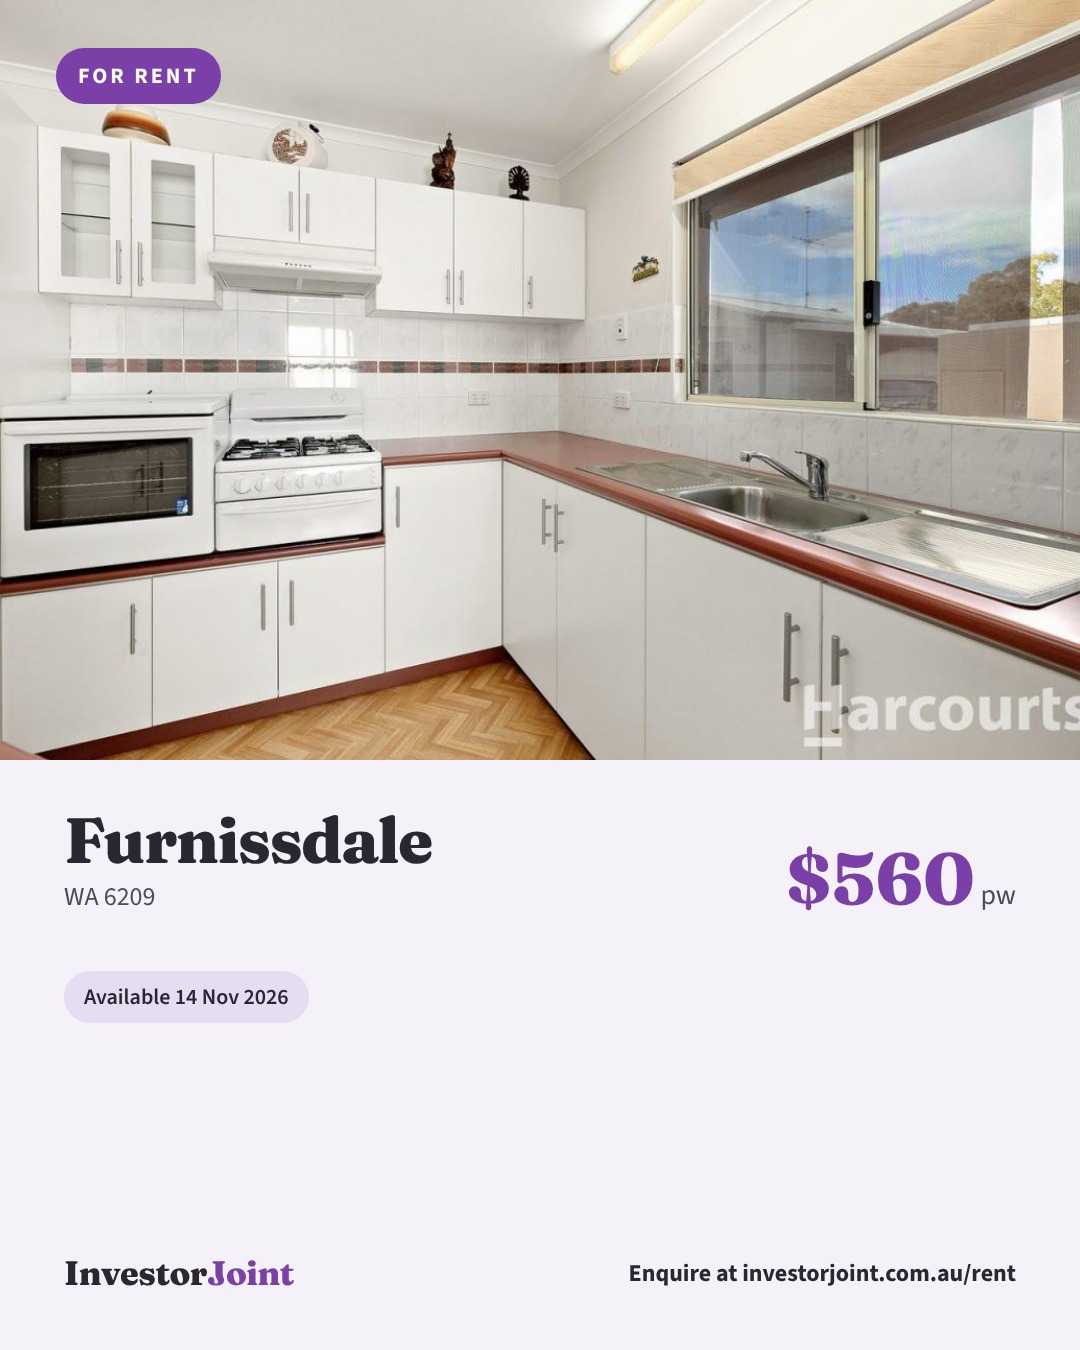 FOR RENT
Harcourts
Furnissdale
WA 6209
$560 pw
Available 14 Nov 2026
InvestorJoint
Enquire at investorjoint.com.au/rent